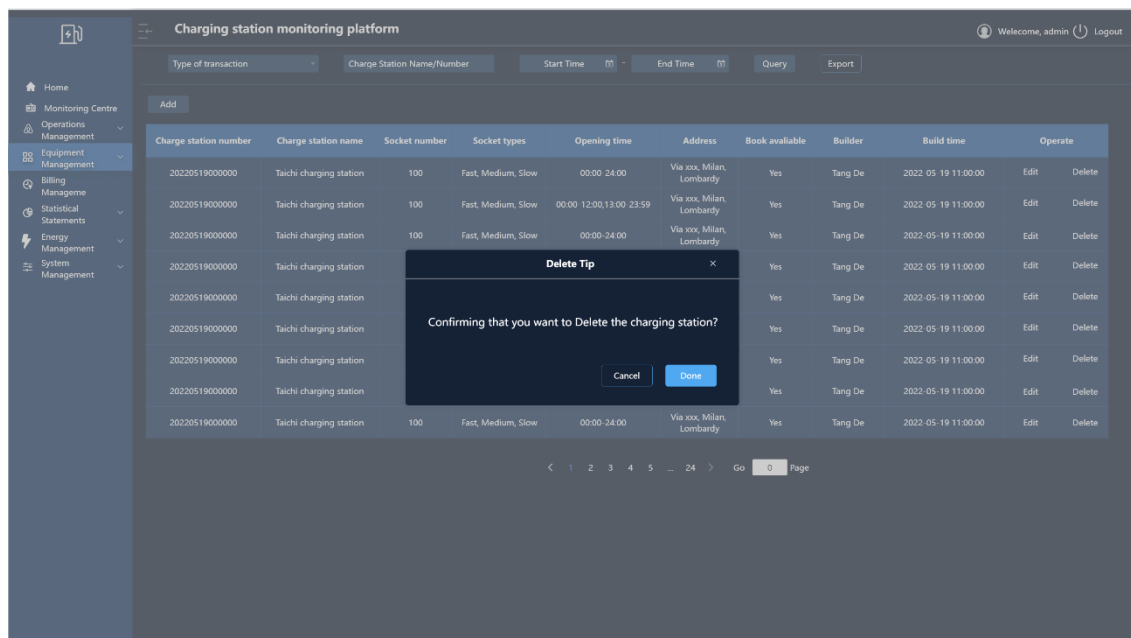 Charging station monitoring platform
Welecome, admin Logout
Type of transaction Charge Station Name/Number Start Time - End Time Query Export
Home
Monitoring Centre
Operations
Management
Equipment
Management
Billing
Manageme
Statistical
Statements
Energy
Management
System
Management
Add
Charge station number Charge station name Socket number Socket types Opening time Address Book avaliable Builder Build time Operate
20220519000000 Taichi charging station 100 Fast, Medium, Slow 00:00-24:00 Via xxx, Milan, Lombardy Yes Tang De 2022-05-19 11:00:00 Edit Delete
20220519000000 Taichi charging station 100 Fast, Medium, Slow 00:00-12:00,13:00-23:59 Via xxx, Milan, Lombardy Yes Tang De 2022-05-19 11:00:00 Edit Delete
20220519000000 Taichi charging station 100 Fast, Medium, Slow 00:00-24:00 Via xxx, Milan, Lombardy Yes Tang De 2022-05-19 11:00:00 Edit Delete
20220519000000 Taichi charging station Yes Tang De 2022-05-19 11:00:00 Edit Delete
20220519000000 Taichi charging station Yes Tang De 2022-05-19 11:00:00 Edit Delete
20220519000000 Taichi charging station Yes Tang De 2022-05-19 11:00:00 Edit Delete
20220519000000 Taichi charging station Yes Tang De 2022-05-19 11:00:00 Edit Delete
20220519000000 Taichi charging station Yes Tang De 2022-05-19 11:00:00 Edit Delete
20220519000000 Taichi charging station 100 Fast, Medium, Slow 00:00-24:00 Via xxx, Milan, Lombardy Yes Tang De 2022-05-19 11:00:00 Edit Delete
Delete Tip ×
Confirming that you want to Delete the charging station?
Cancel Done
< 1 2 3 4 5 ... 24 > Go 0 Page